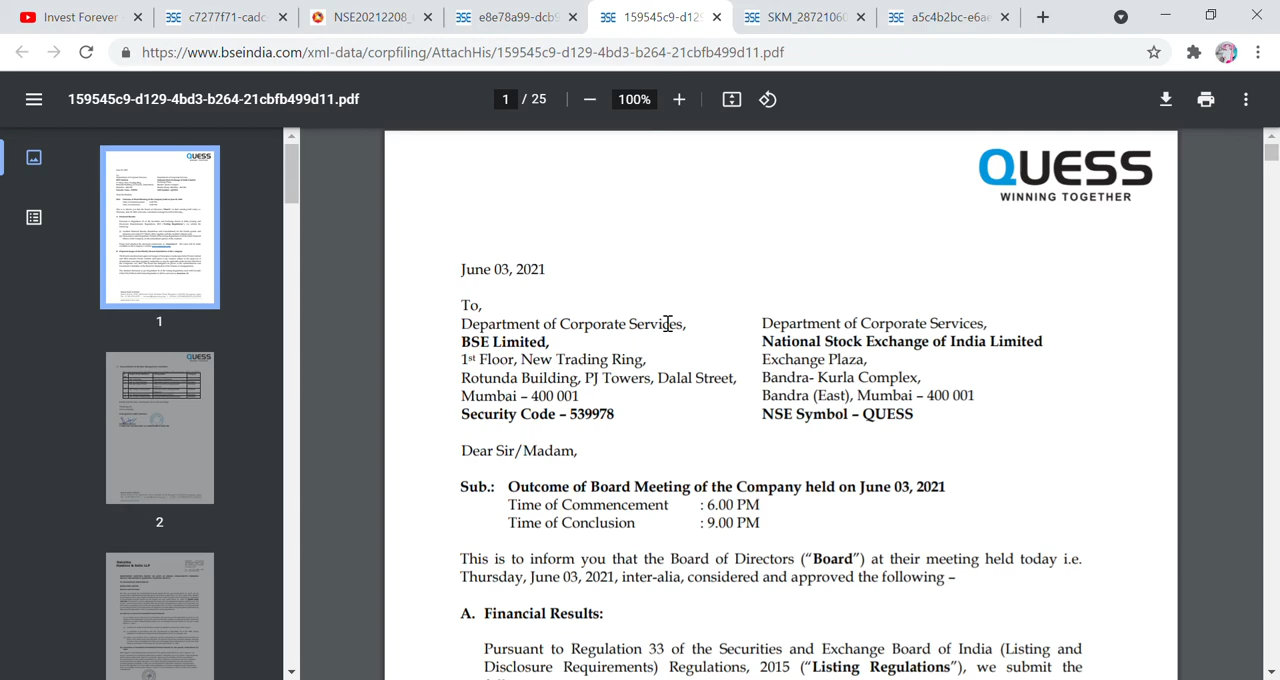 Invest Forever
c7277f71-cadc
NSE20212208_
e8e78a99-dcb9
159545c9-d129
SKM_2872106
a5c4b2bc-e6ae
https://www.bseindia.com/xml-data/corpfiling/AttachHis/159545c9-d129-4bd3-b264-21cbfb499d11.pdf
159545c9-d129-4bd3-b264-21cbfb499d11.pdf
1 / 25
100%
QUESS
WINNING TOGETHER
June 03, 2021
To,
Department of Corporate Services,
BSE Limited,
1st Floor, New Trading Ring,
Rotunda Building, PJ Towers, Dalal Street,
Mumbai – 400 001
Security Code – 539978
Department of Corporate Services,
National Stock Exchange of India Limited
Exchange Plaza,
Bandra- Kurla Complex,
Bandra (East), Mumbai – 400 001
NSE Symbol – QUESS
Dear Sir/Madam,
Sub.: Outcome of Board Meeting of the Company held on June 03, 2021
Time of Commencement : 6.00 PM
Time of Conclusion : 9.00 PM
This is to inform you that the Board of Directors (“Board”) at their meeting held today i.e.
Thursday, June 03, 2021, inter-alia, considered and approved the following –
A. Financial Results:
Pursuant to Regulation 33 of the Securities and Exchange Board of India (Listing and
Disclosure Requirements) Regulations, 2015 (“Listing Regulations”), we submit the
1
2